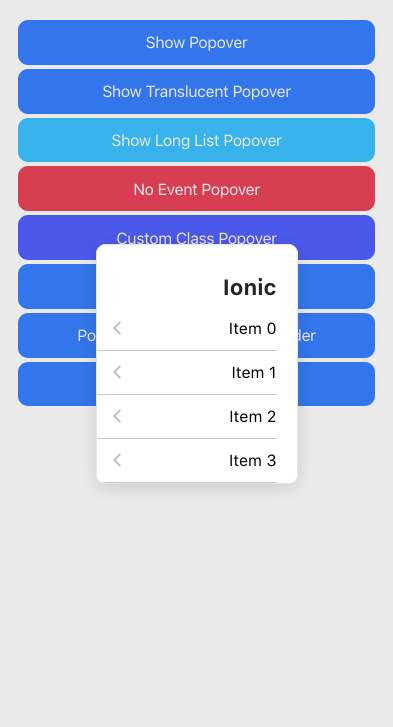 Show Popover
Show Translucent Popover
Show Long List Popover
No Event Popover
Custom Class Popover
Ionic
Item 0
Item 1
Item 2
Item 3